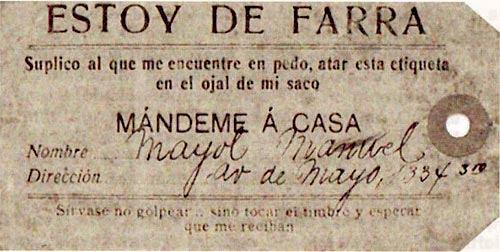 ESTOY DE FARRA
Suplico al que me encuentre en pedo, atar esta etiqueta
en el ojal de mi saco
MÁNDEME Á CASA
Nombre Mayol Manuel
Dirección av de Mayo, 1334 3ro
Sírvase no golpear.. sino tocar el timbre y esperar
que me reciban